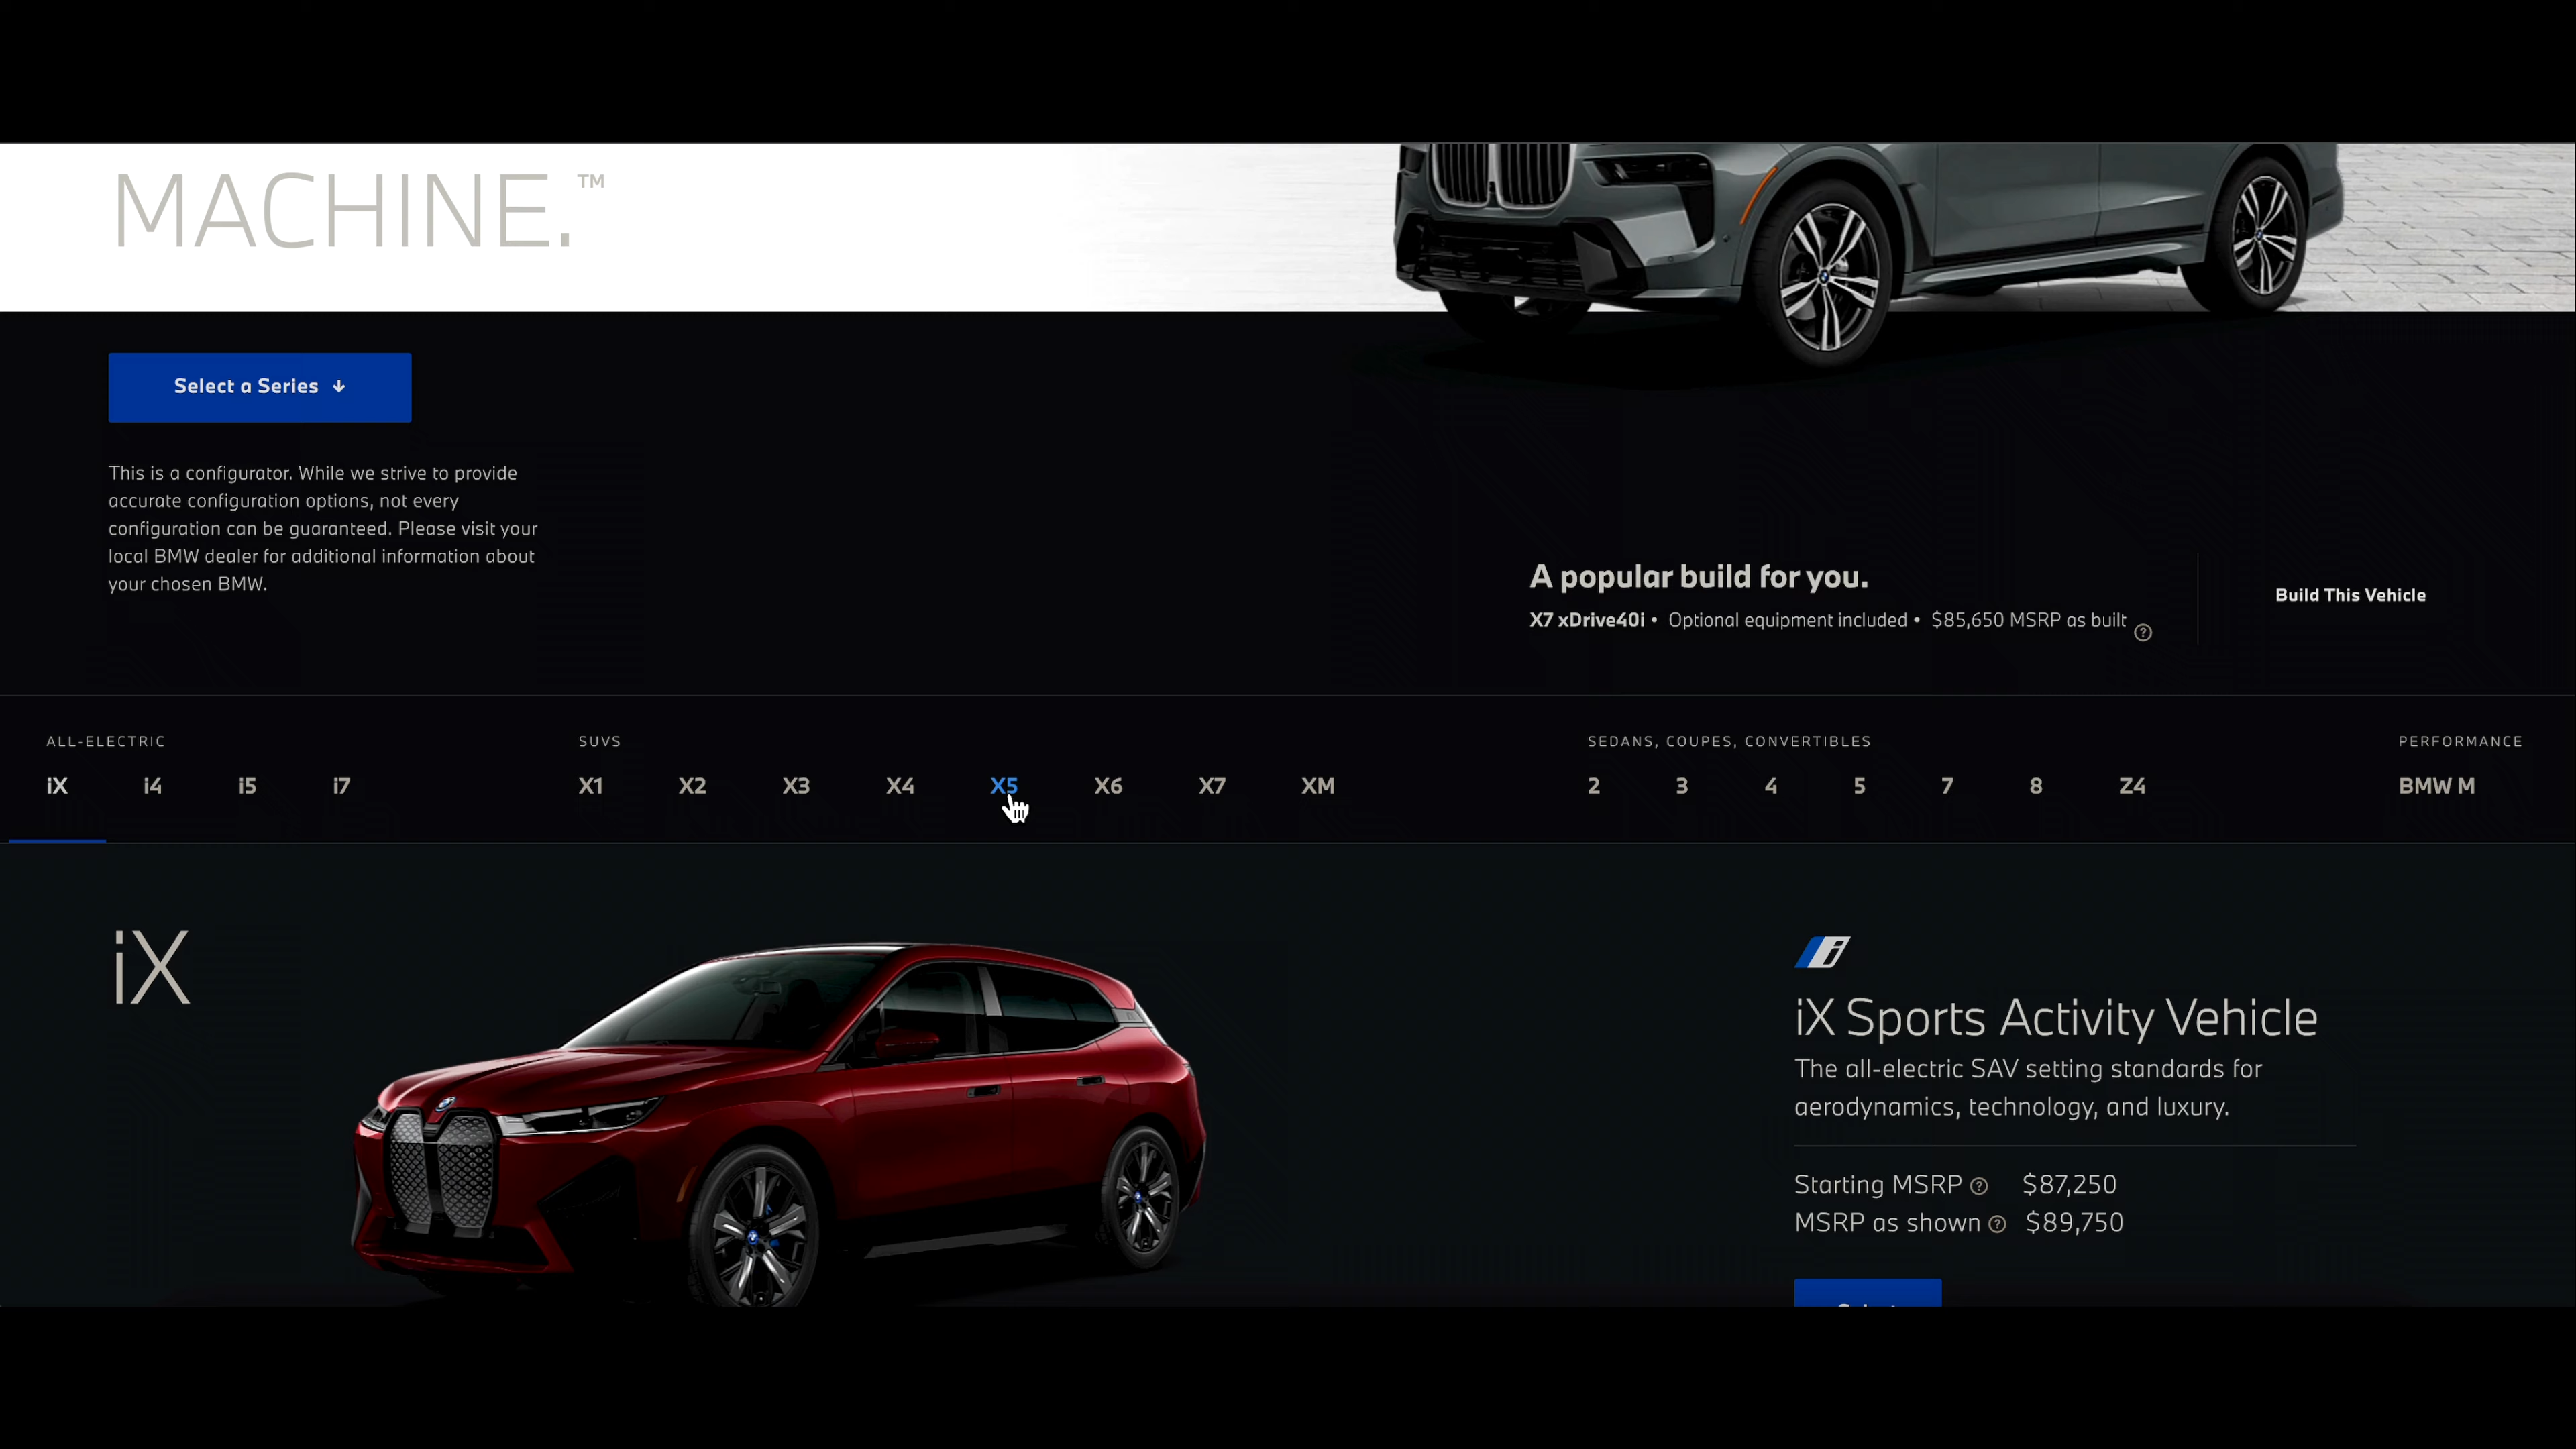 MACHINE.™
Select a Series ↓
This is a configurator. While we strive to provide
accurate configuration options, not every
configuration can be guaranteed. Please visit your
local BMW dealer for additional information about
your chosen BMW.
A popular build for you.
X7 xDrive40i • Optional equipment included • $85,650 MSRP as built ?
Build This Vehicle
ALL-ELECTRIC
iX i4 i5 i7
SUVS
X1 X2 X3 X4 X5 X6 X7 XM
SEDANS, COUPES, CONVERTIBLES
2 3 4 5 7 8 Z4
PERFORMANCE
BMW M
iX
i
iX Sports Activity Vehicle
The all-electric SAV setting standards for
aerodynamics, technology, and luxury.
Starting MSRP ? $87,250
MSRP as shown ? $89,750